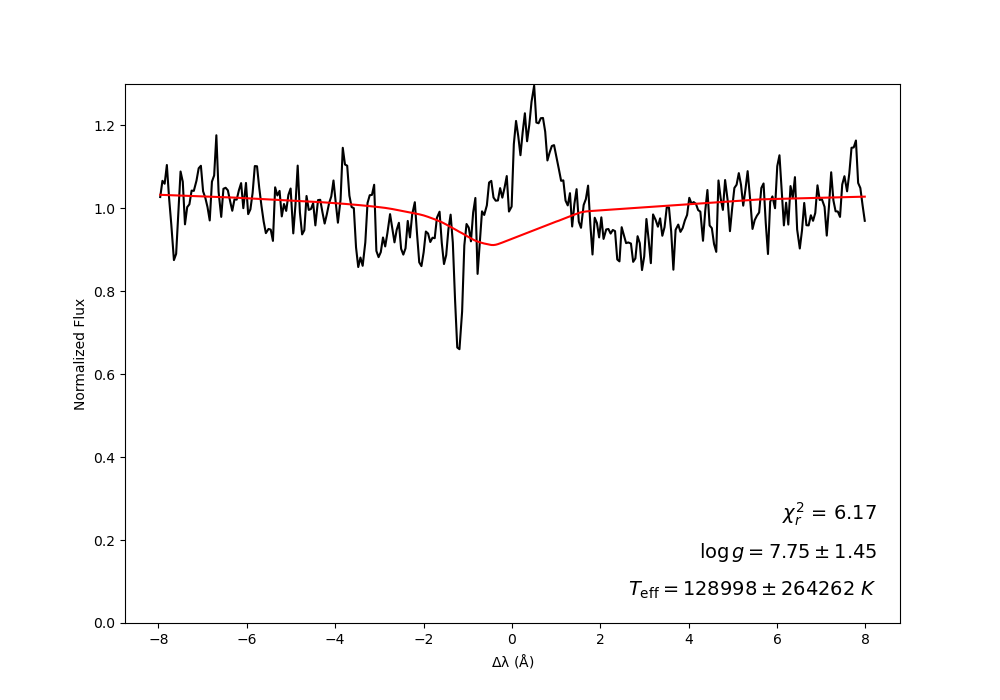 Normalized Flux
1.2
1.0
0.8
0.6
0.4
0.2
0.0
χ²ᵣ = 6.17
log g = 7.75 ± 1.45
T_eff = 128998 ± 264262 K
−8 −6 −4 −2 0 2 4 6 8
Δλ (Å)